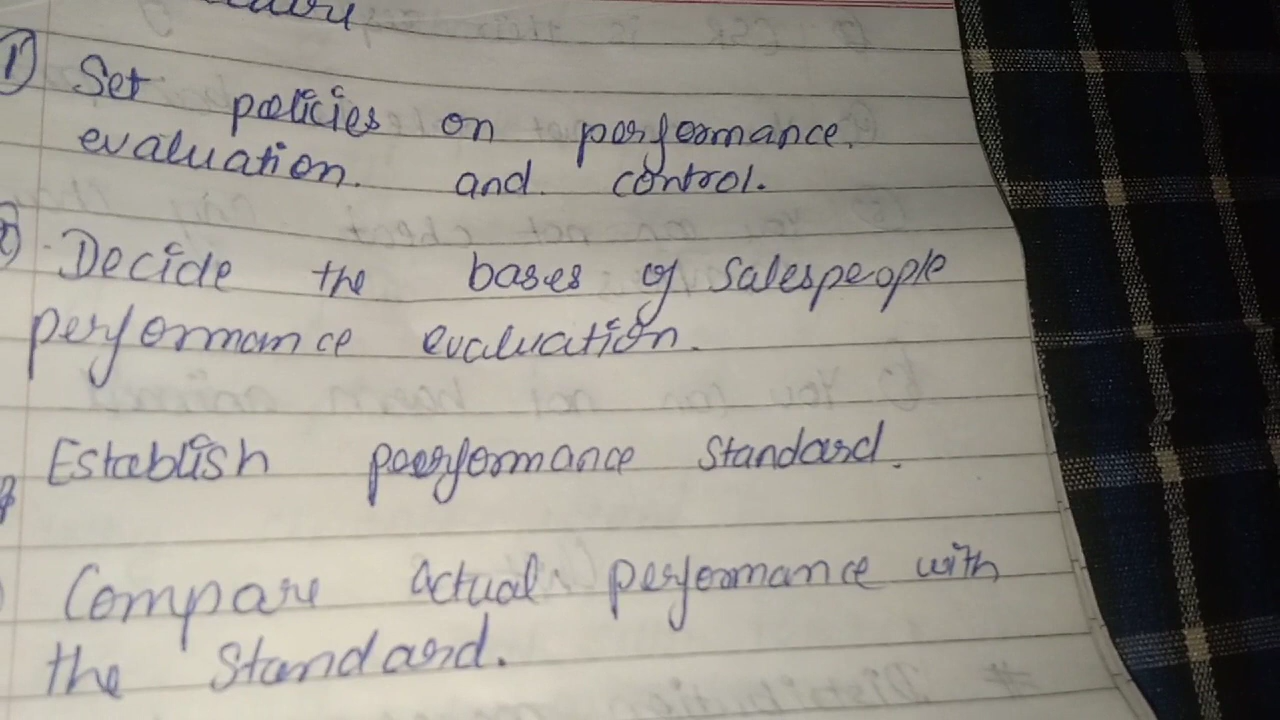 1) Set policies on performance.
evaluation. and control.
2) Decide the bases of salespeople
performance evaluation.
Establish performance standard.
Compare Actual performance with
the standard.